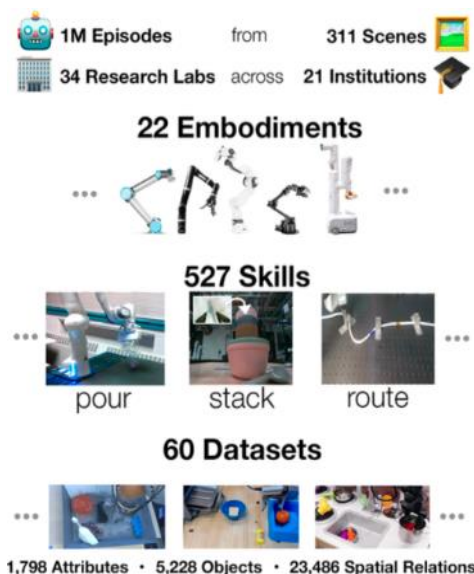 1M Episodes from 311 Scenes
34 Research Labs across 21 Institutions
22 Embodiments
527 Skills
pour stack route
60 Datasets
1,798 Attributes • 5,228 Objects • 23,486 Spatial Relations